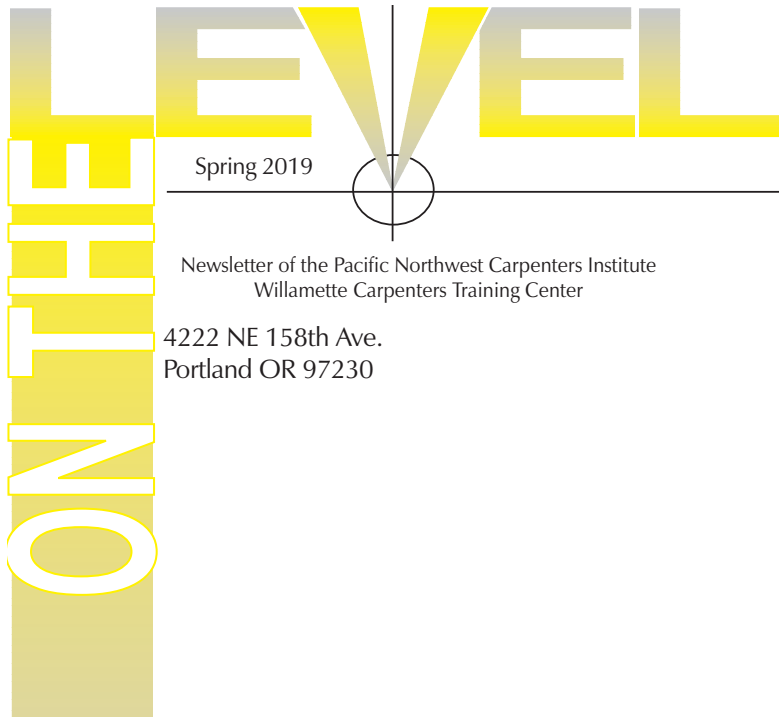 ON THE
LEVEL
Spring 2019
Newsletter of the Pacific Northwest Carpenters Institute
Willamette Carpenters Training Center
4222 NE 158th Ave.
Portland OR 97230